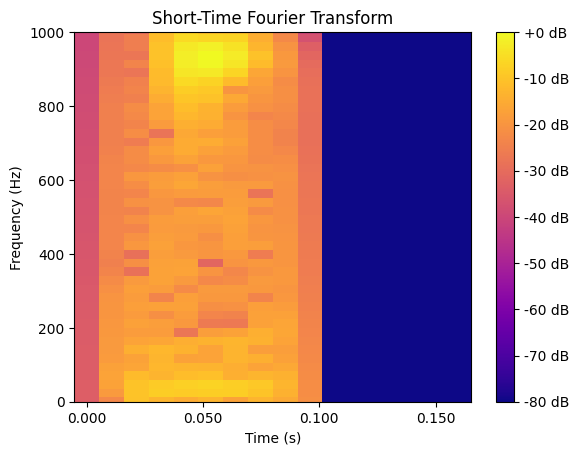 Short-Time Fourier Transform
Frequency (Hz)
1000
800
600
400
200
0
0.000
0.050
0.100
0.150
Time (s)
+0 dB
-10 dB
-20 dB
-30 dB
-40 dB
-50 dB
-60 dB
-70 dB
-80 dB